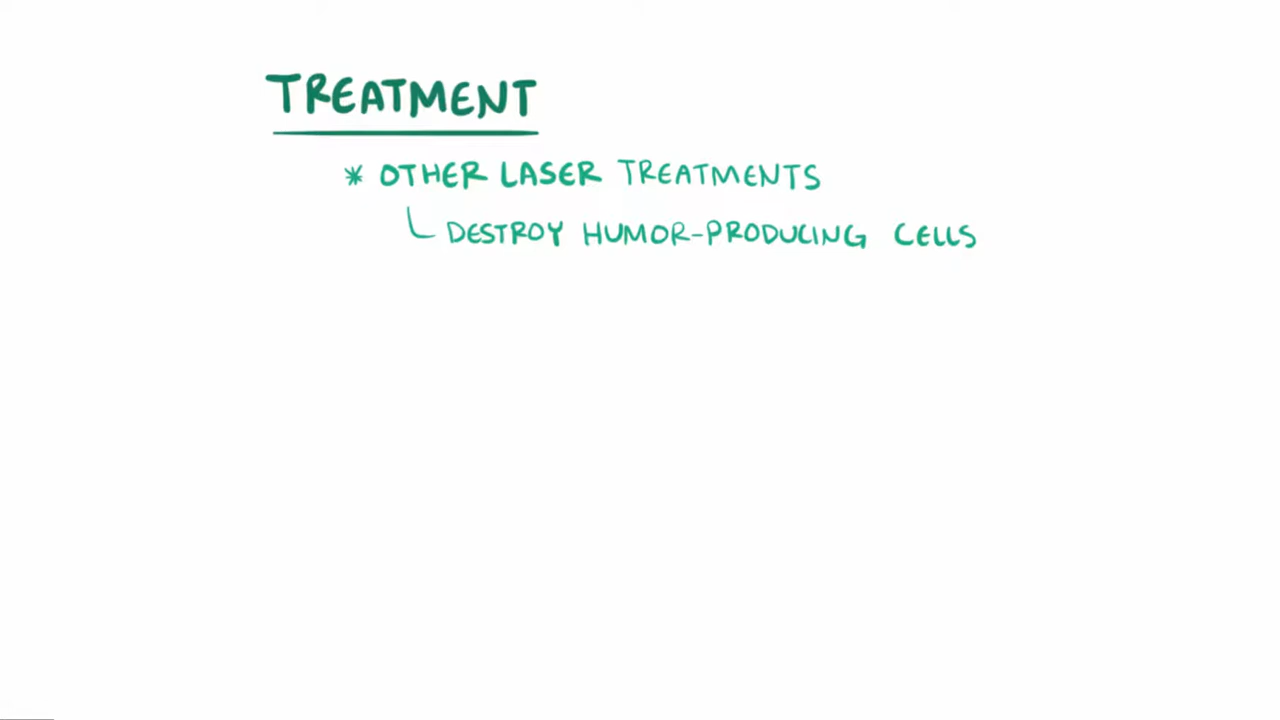 TREATMENT
* OTHER LASER TREATMENTS
DESTROY HUMOR-PRODUCING CELLS